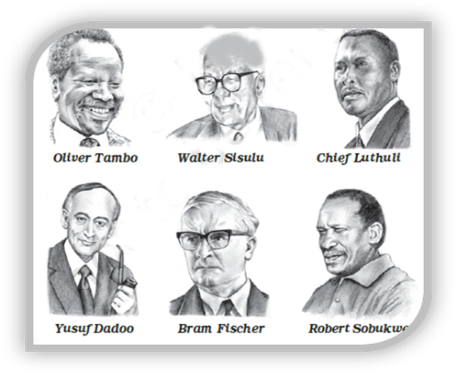 Oliver Tambo Walter Sisulu Chief Luthuli
Yusuf Dadoo Bram Fischer Robert Sobukwe